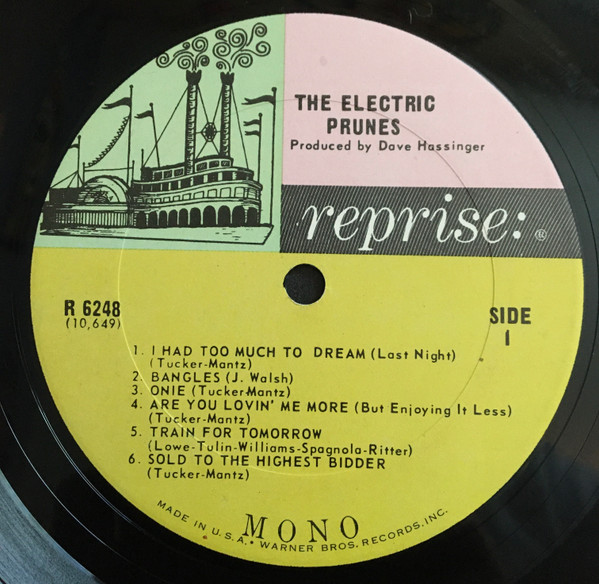 THE ELECTRIC
PRUNES
Produced by Dave Hassinger
reprise: ®
R 6248
(10,649)
SIDE
1
1. I HAD TOO MUCH TO DREAM (Last Night)
(Tucker-Mantz)
2. BANGLES (J. Walsh)
3. ONIE (Tucker-Mantz)
4. ARE YOU LOVIN' ME MORE (But Enjoying It Less)
(Tucker-Mantz)
5. TRAIN FOR TOMORROW
(Lowe-Tulin-Williams-Spagnola-Ritter)
6. SOLD TO THE HIGHEST BIDDER
(Tucker-Mantz)
MONO
MADE IN U.S.A. • WARNER BROS. RECORDS, INC.